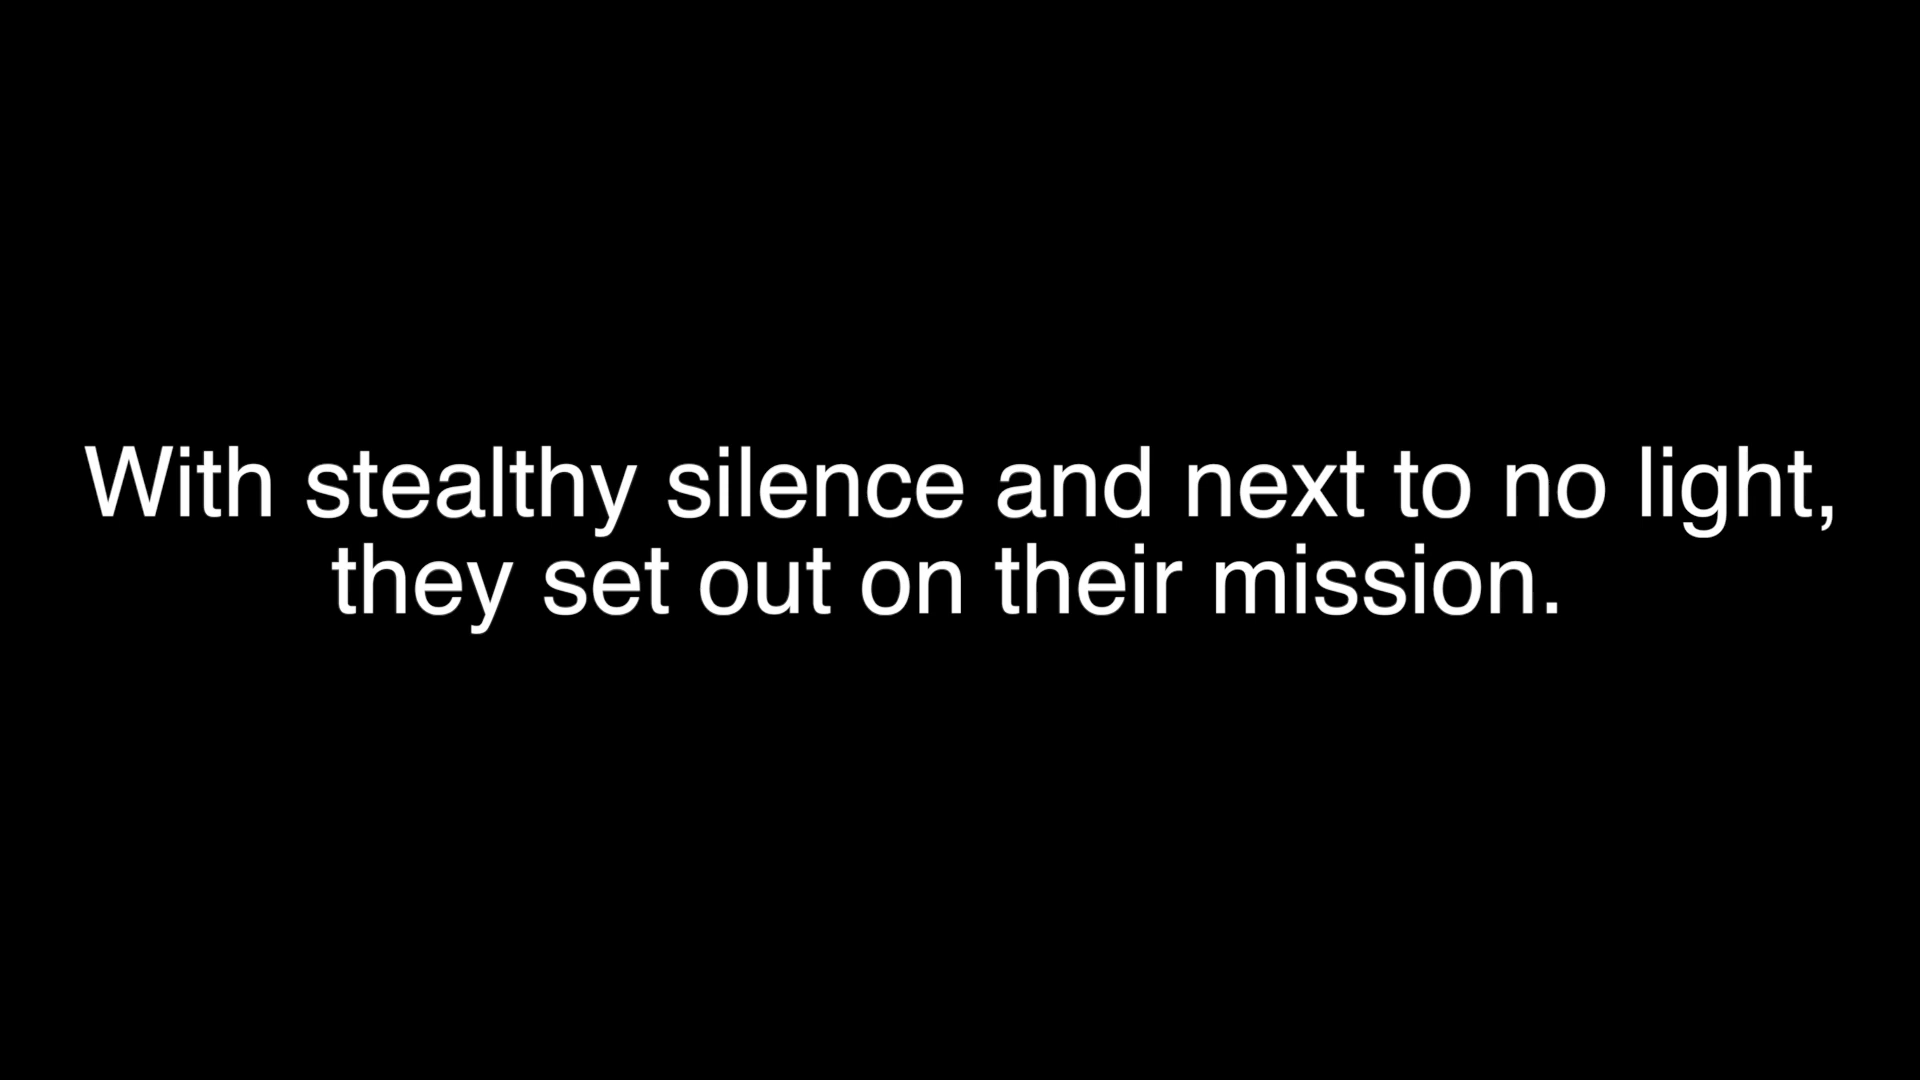 With stealthy silence and next to no light,
they set out on their mission.